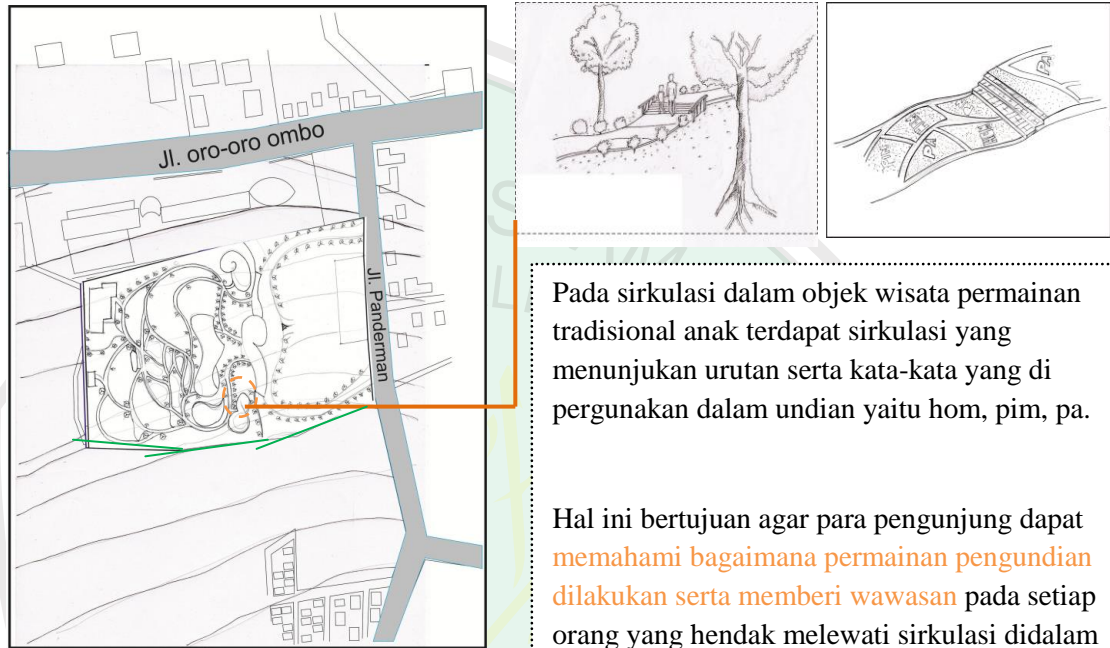 Jl. oro-oro ombo
Jl. Panderman
PA
PA
Pada sirkulasi dalam objek wisata permainan
tradisional anak terdapat sirkulasi yang
menunjukan urutan serta kata-kata yang di
pergunakan dalam undian yaitu hom, pim, pa.
Hal ini bertujuan agar para pengunjung dapat
memahami bagaimana permainan pengundian
dilakukan serta memberi wawasan pada setiap
orang yang hendak melewati sirkulasi didalam